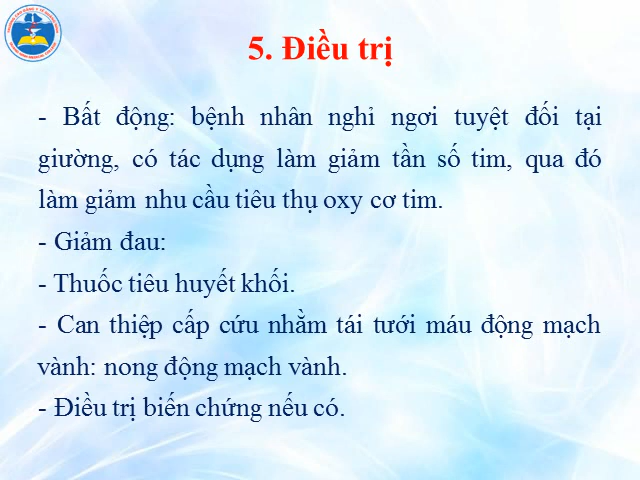 5. Điều trị
- Bất động: bệnh nhân nghỉ ngơi tuyệt đối tại
giường, có tác dụng làm giảm tần số tim, qua đó
làm giảm nhu cầu tiêu thụ oxy cơ tim.
- Giảm đau:
- Thuốc tiêu huyết khối.
- Can thiệp cấp cứu nhằm tái tưới máu động mạch
vành: nong động mạch vành.
- Điều trị biến chứng nếu có.